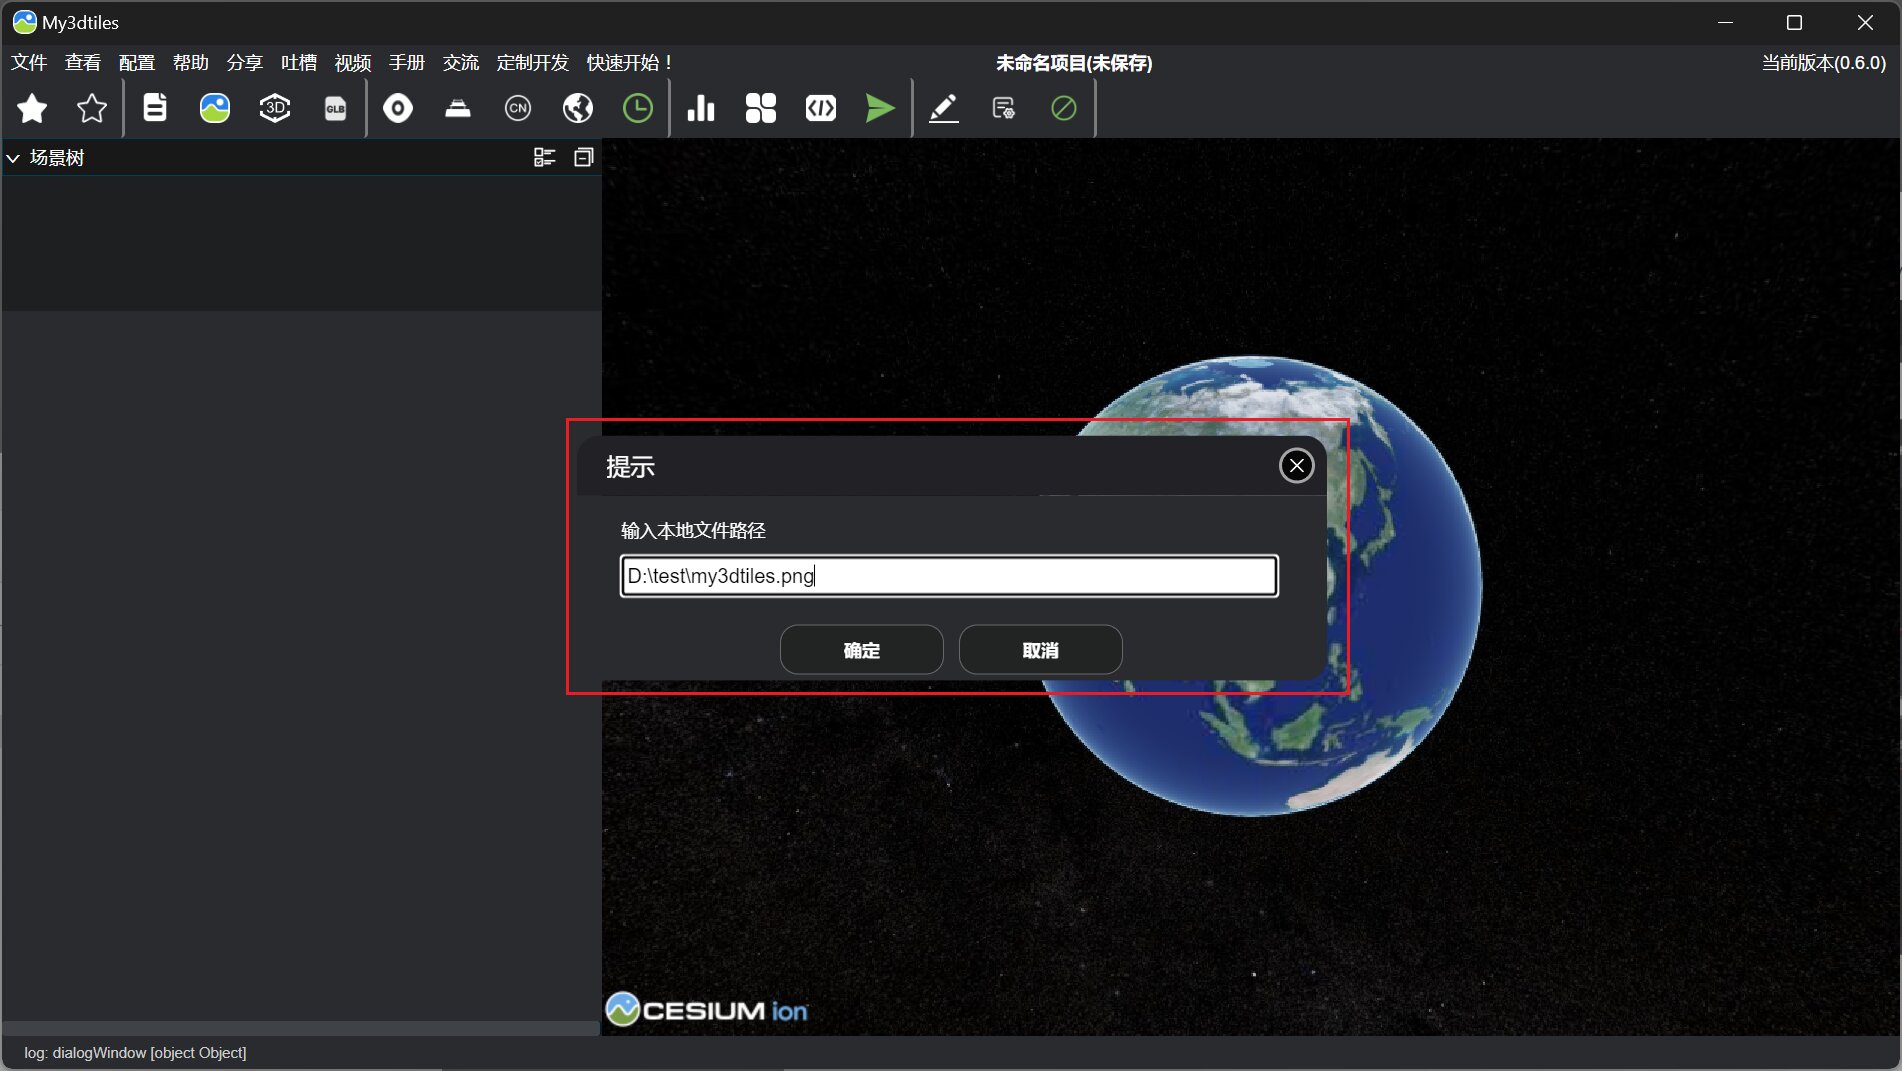 My3dtiles
文件 查看 配置 帮助 分享 吐槽 视频 手册 交流 定制开发 快速开始！ 未命名项目(未保存) 当前版本(0.6.0)
3D GLB CN
场景树
提示
输入本地文件路径
D:\test\my3dtiles.png
确定 取消
CESIUM ion
log: dialogWindow [object Object]